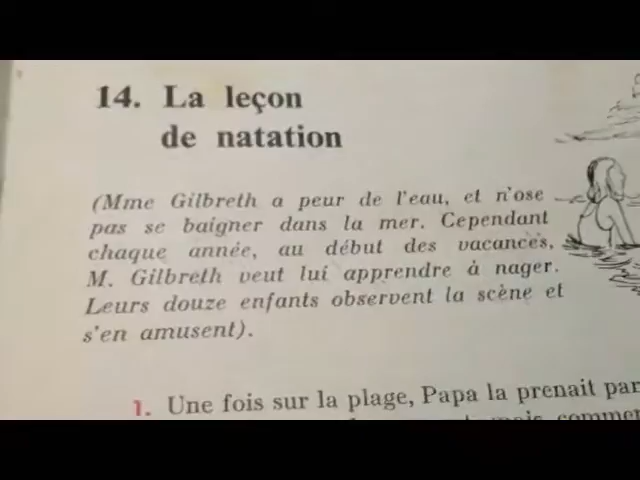 14. La leçon
de natation
(Mme Gilbreth a peur de l'eau, et n'ose
pas se baigner dans la mer. Cependant
chaque année, au début des vacances,
M. Gilbreth veut lui apprendre à nager.
Leurs douze enfants observent la scène et
s'en amusent).
1. Une fois sur la plage, Papa la prenait par